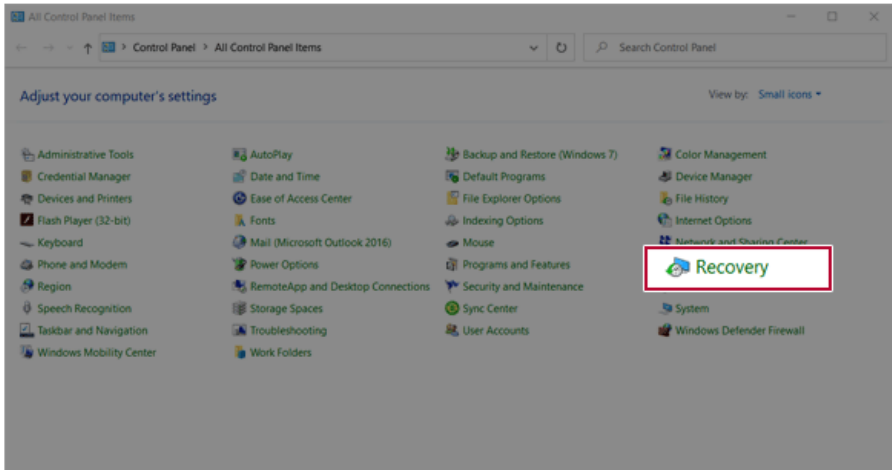 All Control Panel Items
Control Panel > All Control Panel Items
Search Control Panel
Adjust your computer's settings
View by: Small icons
Administrative Tools
AutoPlay
Backup and Restore (Windows 7)
Color Management
Credential Manager
Date and Time
Default Programs
Device Manager
Devices and Printers
Ease of Access Center
File Explorer Options
File History
Flash Player (32-bit)
Fonts
Indexing Options
Internet Options
Keyboard
Mail (Microsoft Outlook 2016)
Mouse
Network and Sharing Center
Phone and Modem
Power Options
Programs and Features
Recovery
Region
RemoteApp and Desktop Connections
Security and Maintenance
Speech Recognition
Storage Spaces
Sync Center
System
Taskbar and Navigation
Troubleshooting
User Accounts
Windows Defender Firewall
Windows Mobility Center
Work Folders